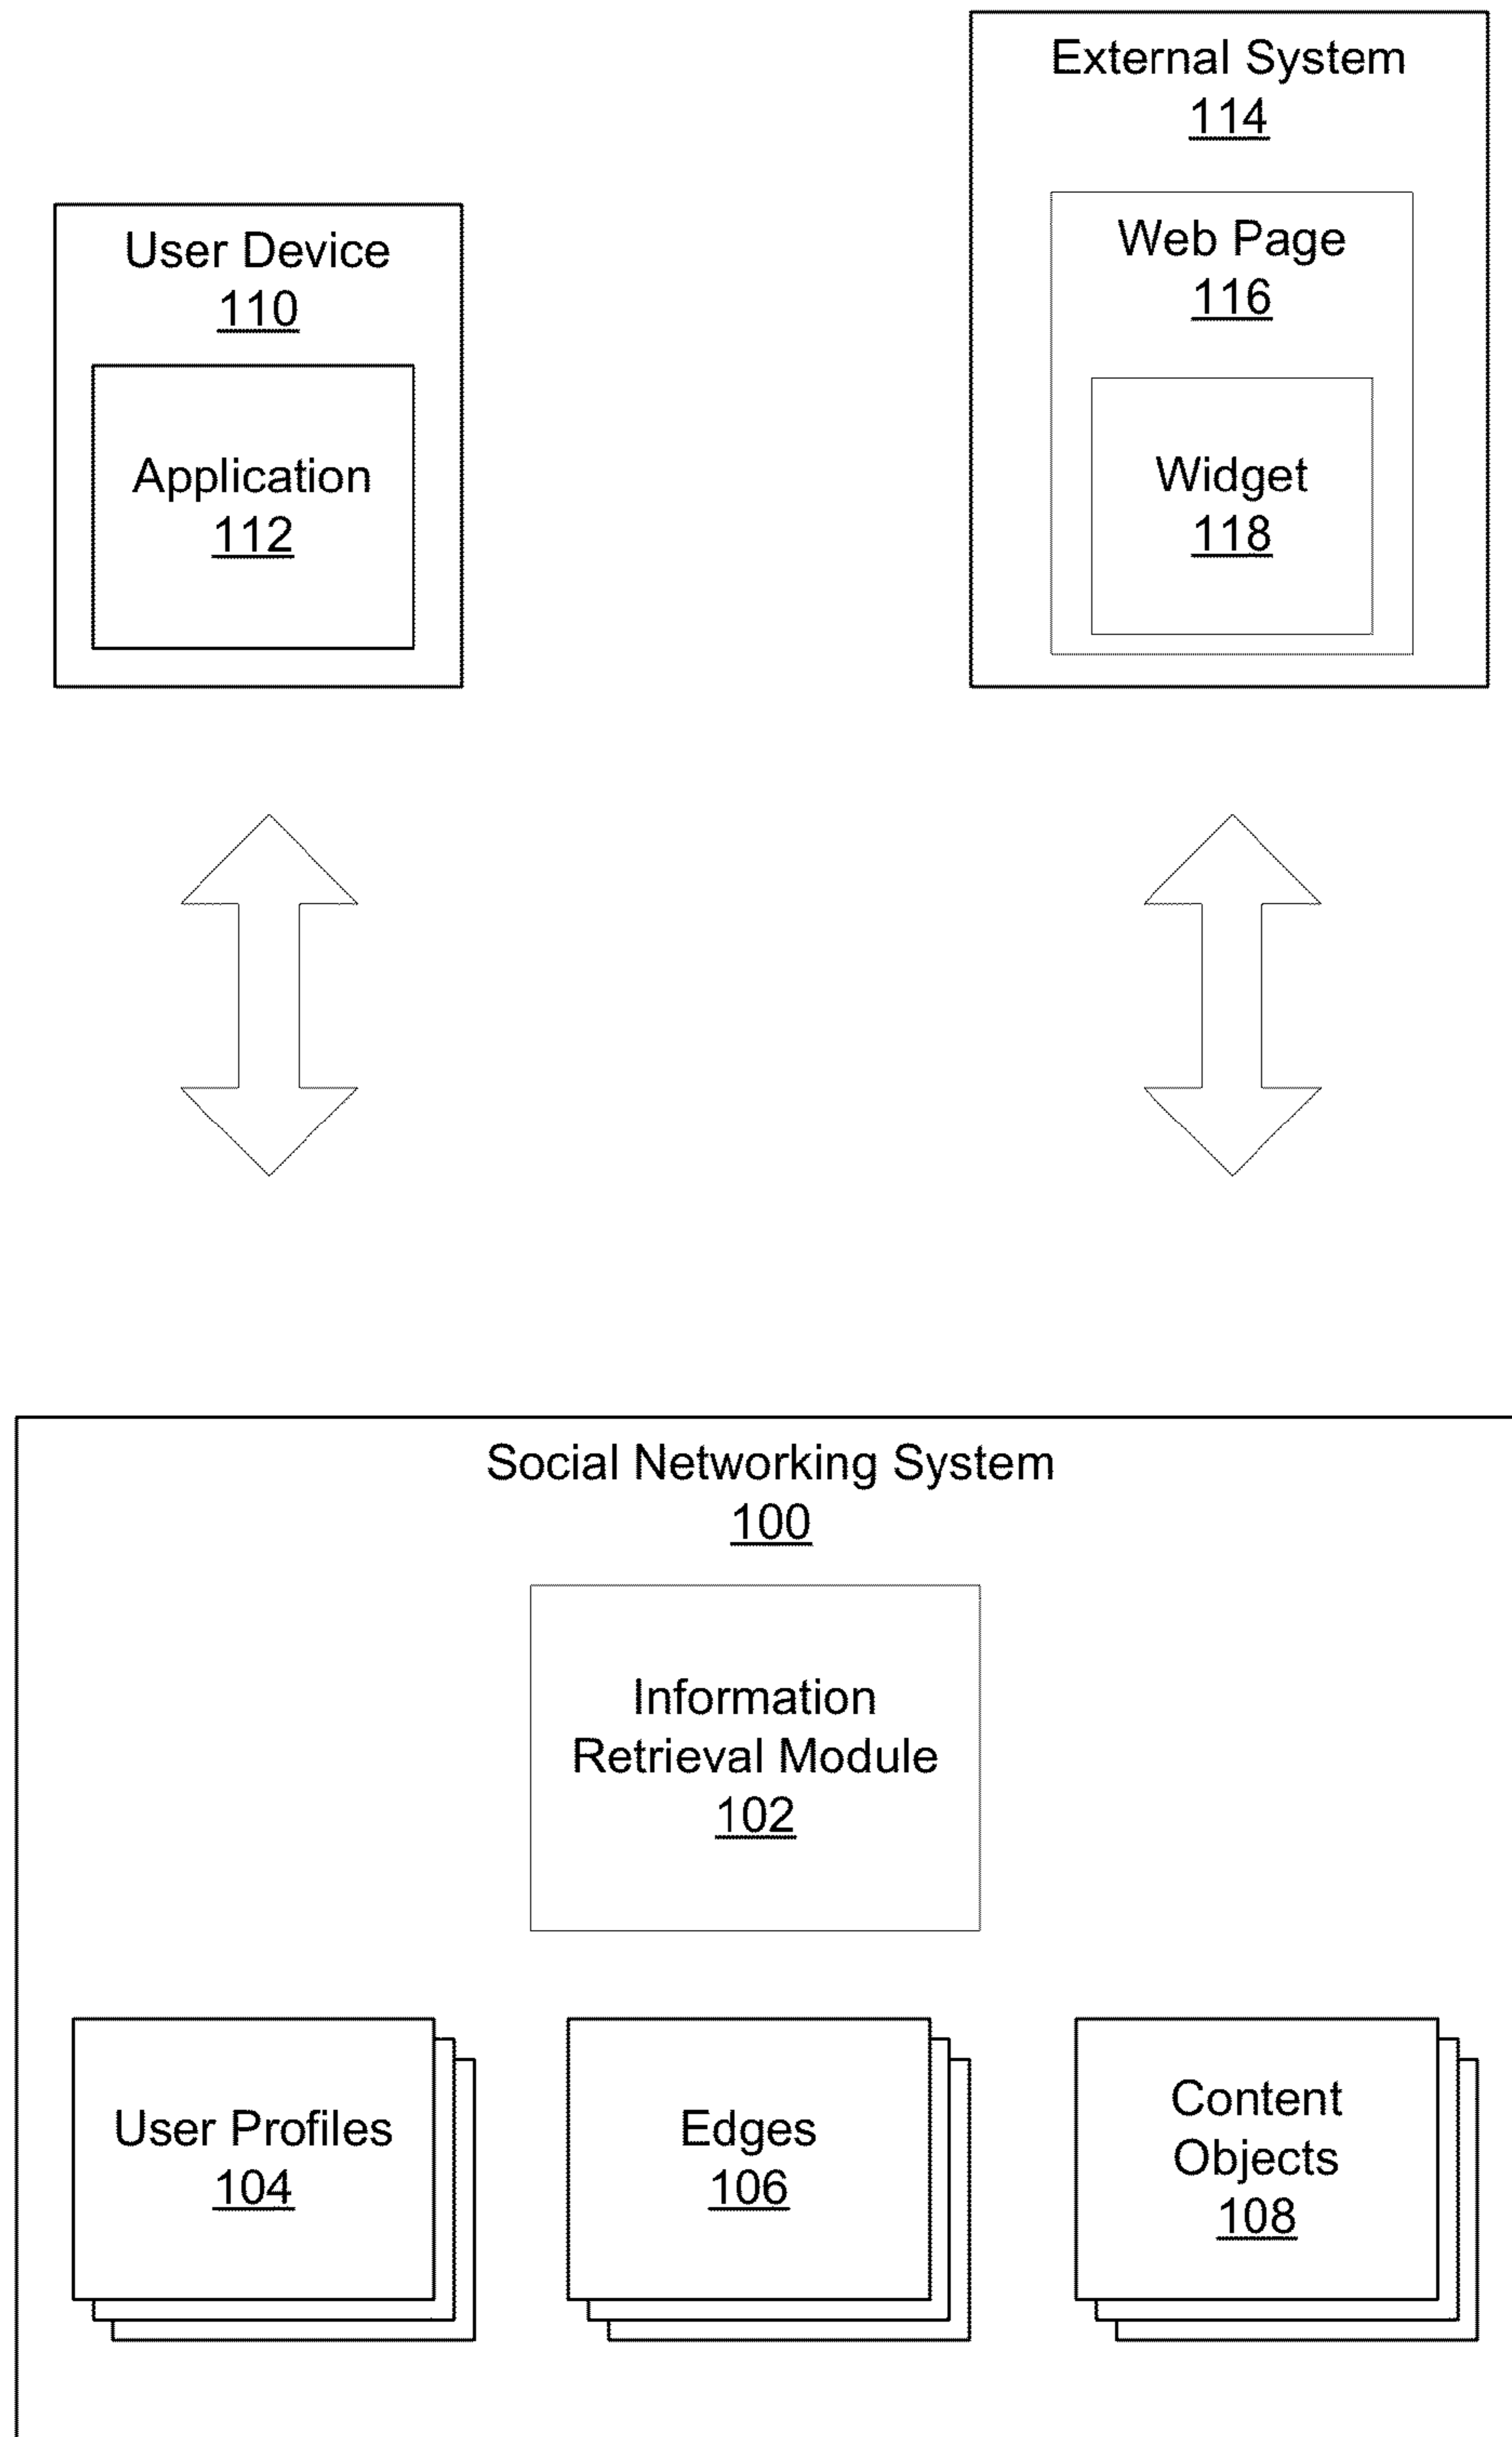 External System
114
User Device
110
Web Page
116
Application
112
Widget
118
Social Networking System
100
Information
Retrieval Module
102
User Profiles
104
Edges
106
Content
Objects
108